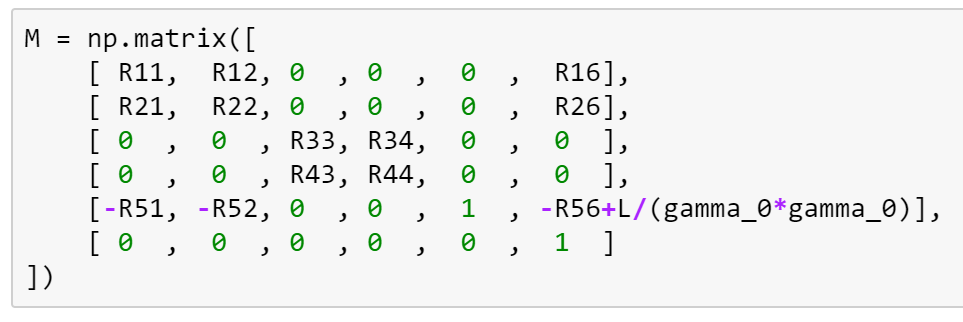 M = np.matrix([
    [ R11,  R12, 0  , 0  ,  0  ,  R16],
    [ R21,  R22, 0  , 0  ,  0  ,  R26],
    [ 0  ,  0  , R33, R34,  0  ,  0  ],
    [ 0  ,  0  , R43, R44,  0  ,  0  ],
    [-R51, -R52, 0  , 0  ,  1  , -R56+L/(gamma_0*gamma_0)],
    [ 0  ,  0  , 0  , 0  ,  0  ,  1  ]
])